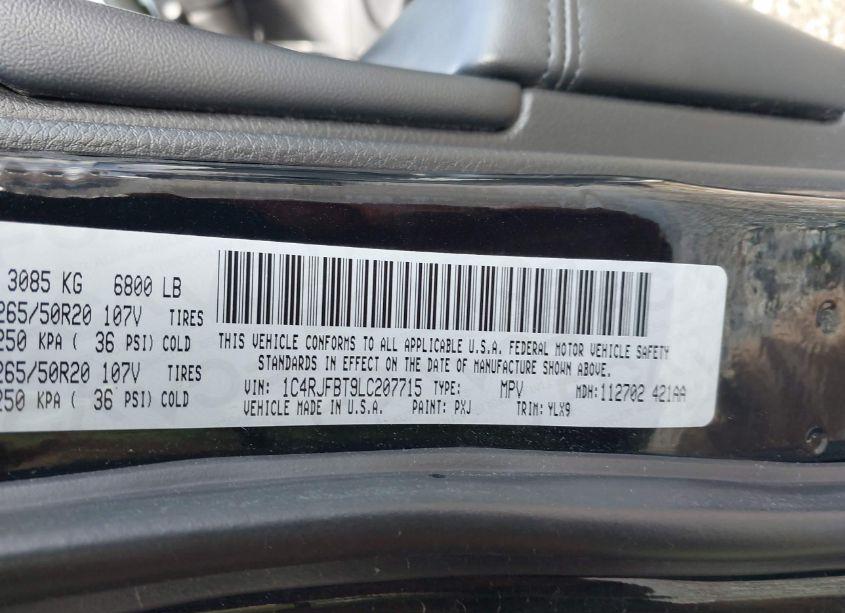 3085 KG 6800 LB
265/50R20 107V TIRES
250 KPA ( 36 PSI) COLD
265/50R20 107V TIRES
250 KPA ( 36 PSI) COLD
THIS VEHICLE CONFORMS TO ALL APPLICABLE U.S.A. FEDERAL MOTOR VEHICLE SAFETY
STANDARDS IN EFFECT ON THE DATE OF MANUFACTURE SHOWN ABOVE.
VIN: 1C4RJFBT9LC207715 TYPE: MPV MDH:112702 421AA
VEHICLE MADE IN U.S.A. PAINT: PXJ TRIM: YLX9